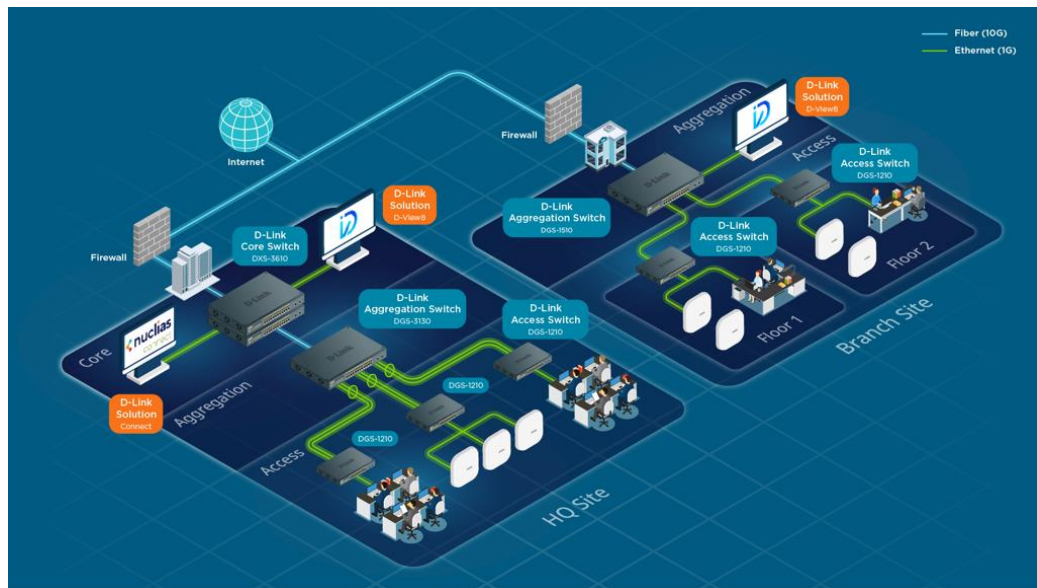 Fiber (10G)
Ethernet (1G)
Internet
Firewall
Aggregation
D-Link
Solution
D-View8
Access
D-Link
Access Switch
DGS-1210
D-Link
D-Link
Aggregation Switch
DGS-1510
D-Link
Access Switch
DGS-1210
Floor 2
Floor 1
Branch Site
Firewall
D-Link
Core Switch
DXS-3610
D-Link
Solution
D-View8
D-Link
nuclias
connect
Core
D-Link
Solution
Connect
D-Link
Aggregation Switch
DGS-3130
D-Link
D-Link
Access Switch
DGS-1210
Aggregation
DGS-1210
DGS-1210
Access
HQ Site